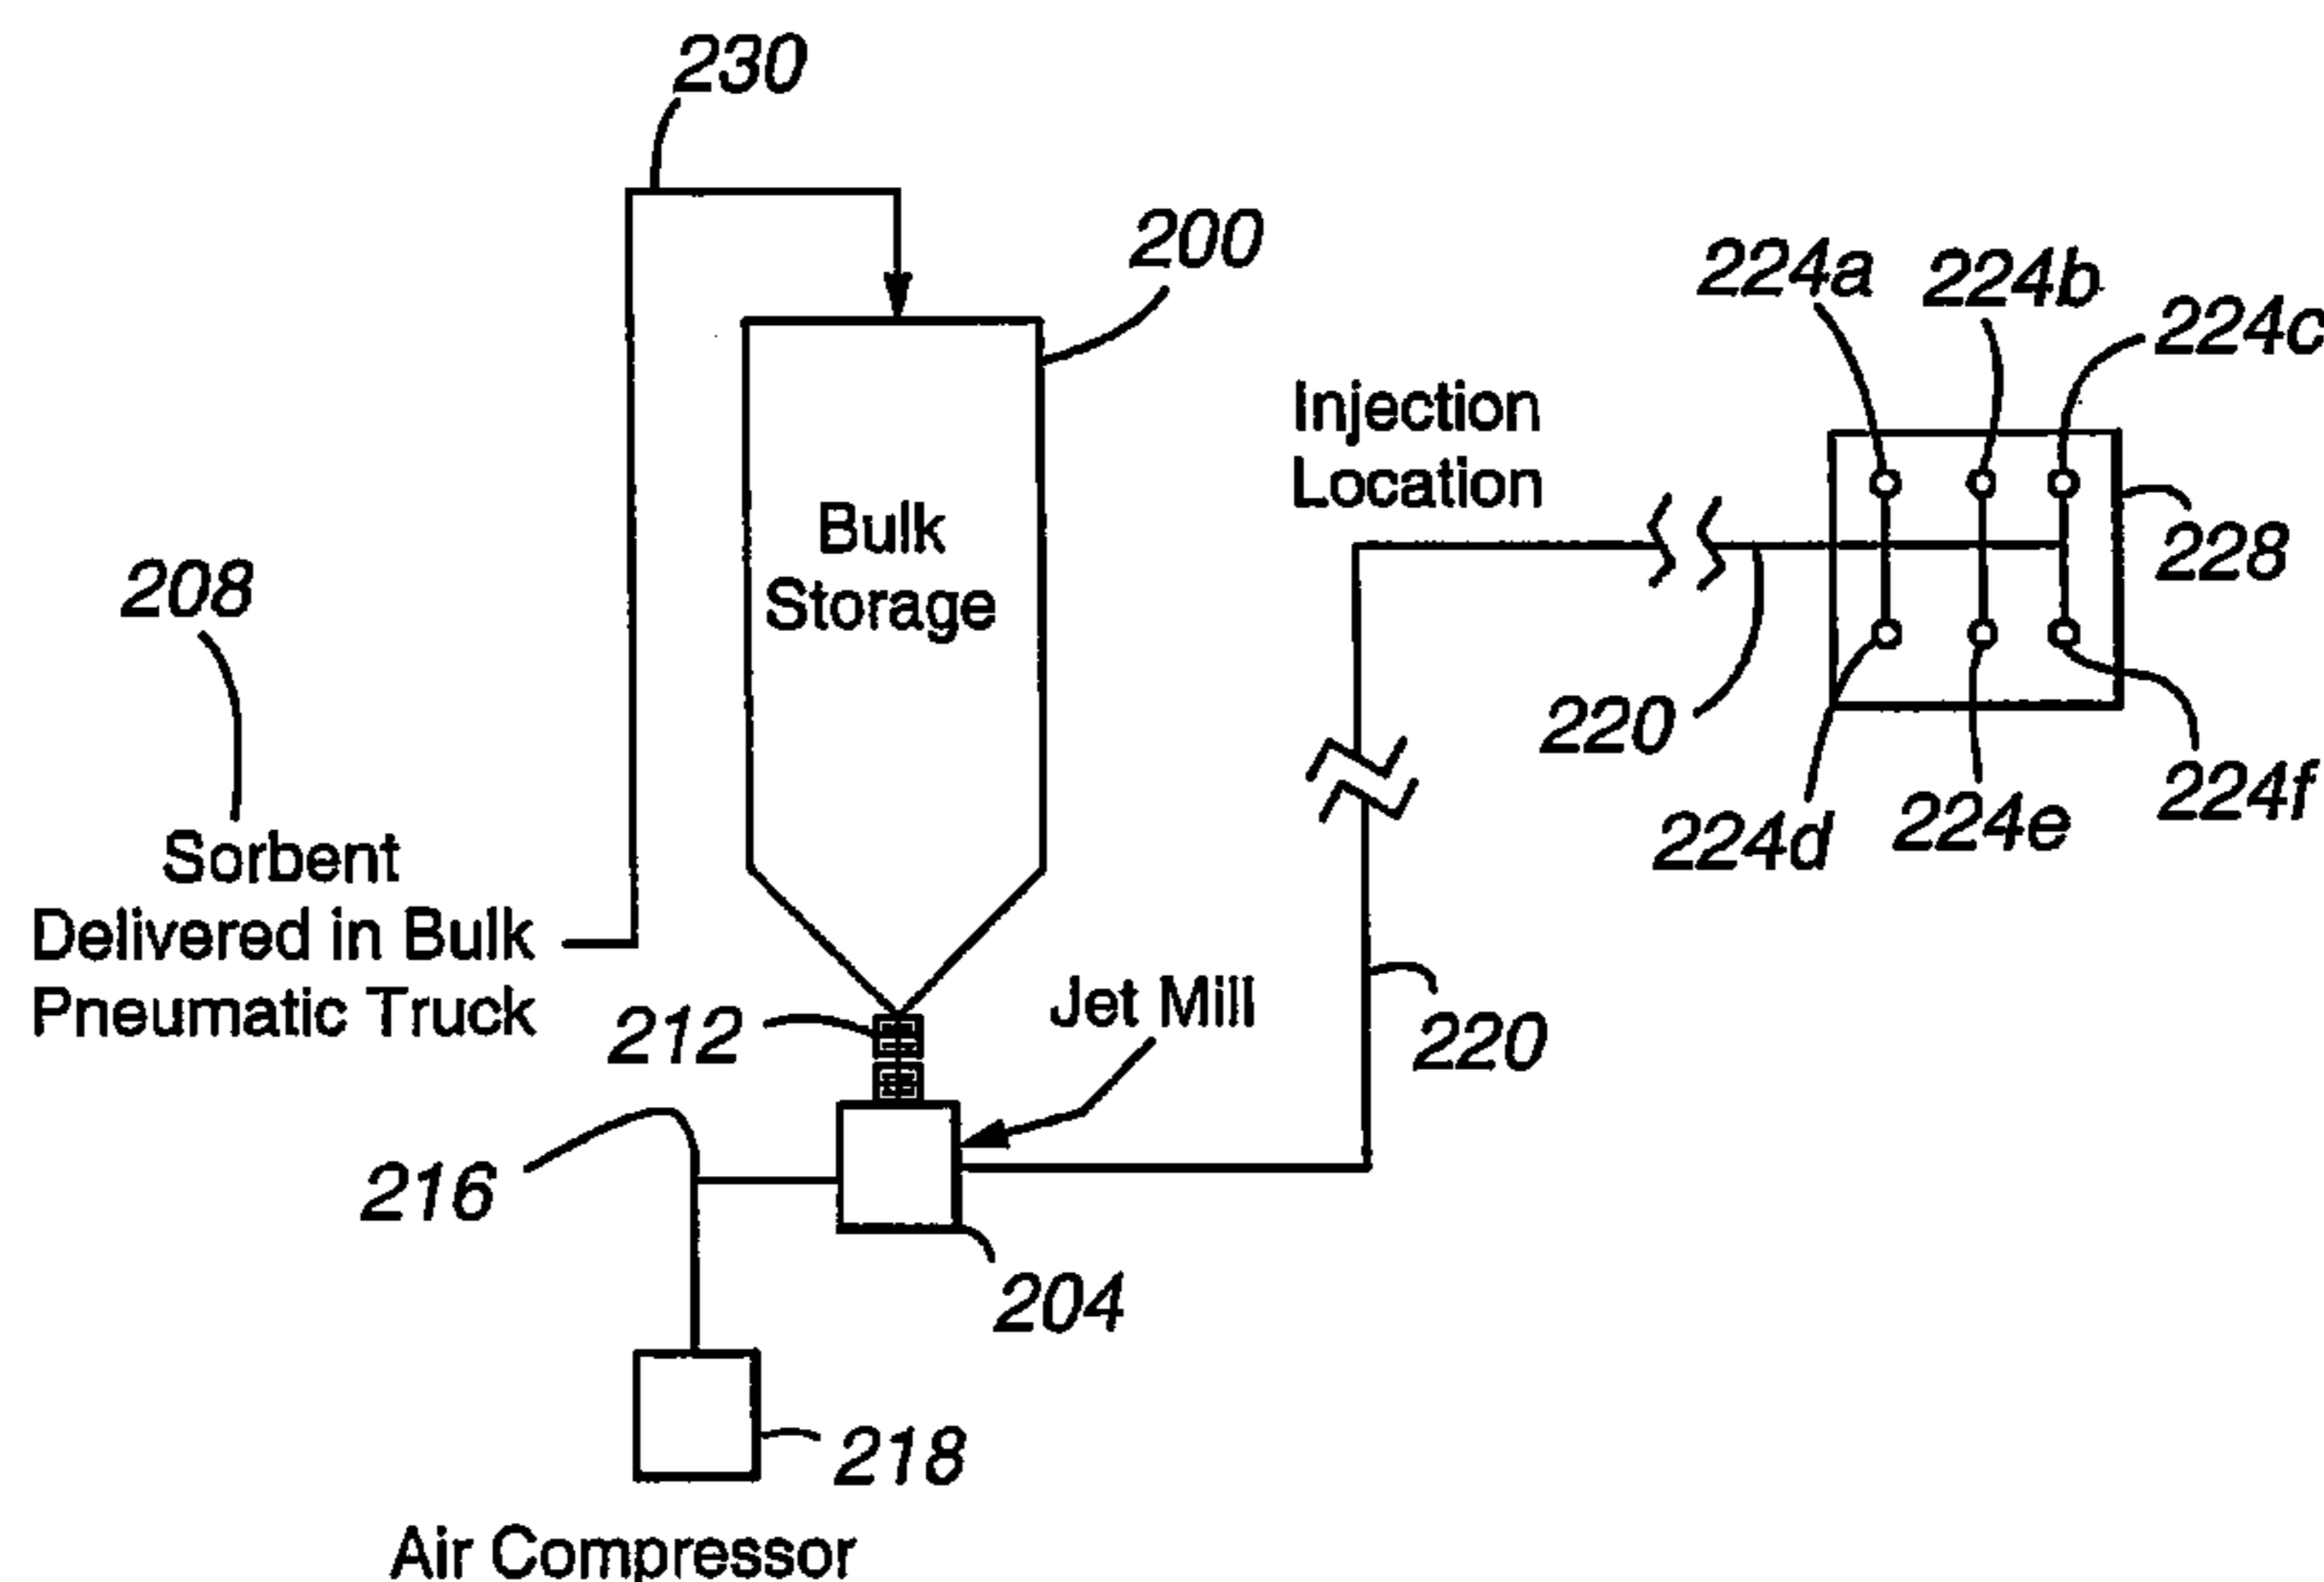 230
200
224a
224b
224c
Injection
Location
Bulk
Storage
228
208
220
224f
224d
224e
Sorbent
Delivered in Bulk
Pneumatic Truck
Jet Mill
212
220
216
204
218
Air Compressor